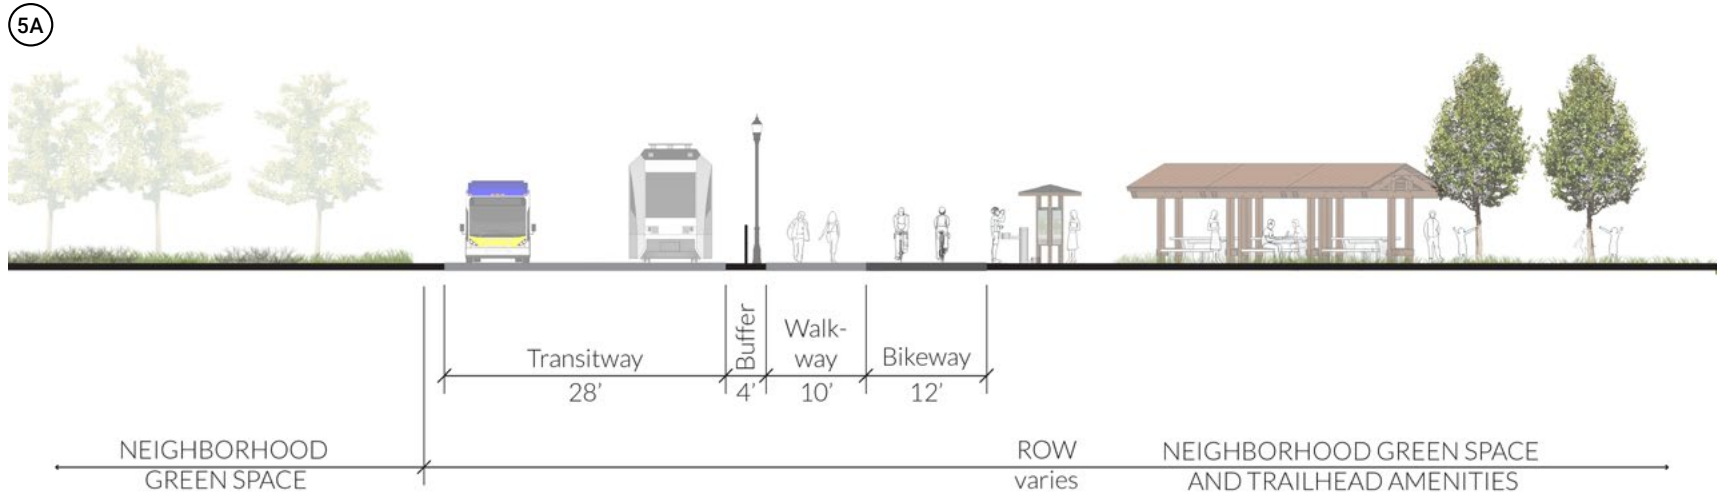 5A
Transitway
28’
Buffer
4’
Walk-
way
10’
Bikeway
12’
NEIGHBORHOOD
GREEN SPACE
ROW
varies
NEIGHBORHOOD GREEN SPACE
AND TRAILHEAD AMENITIES